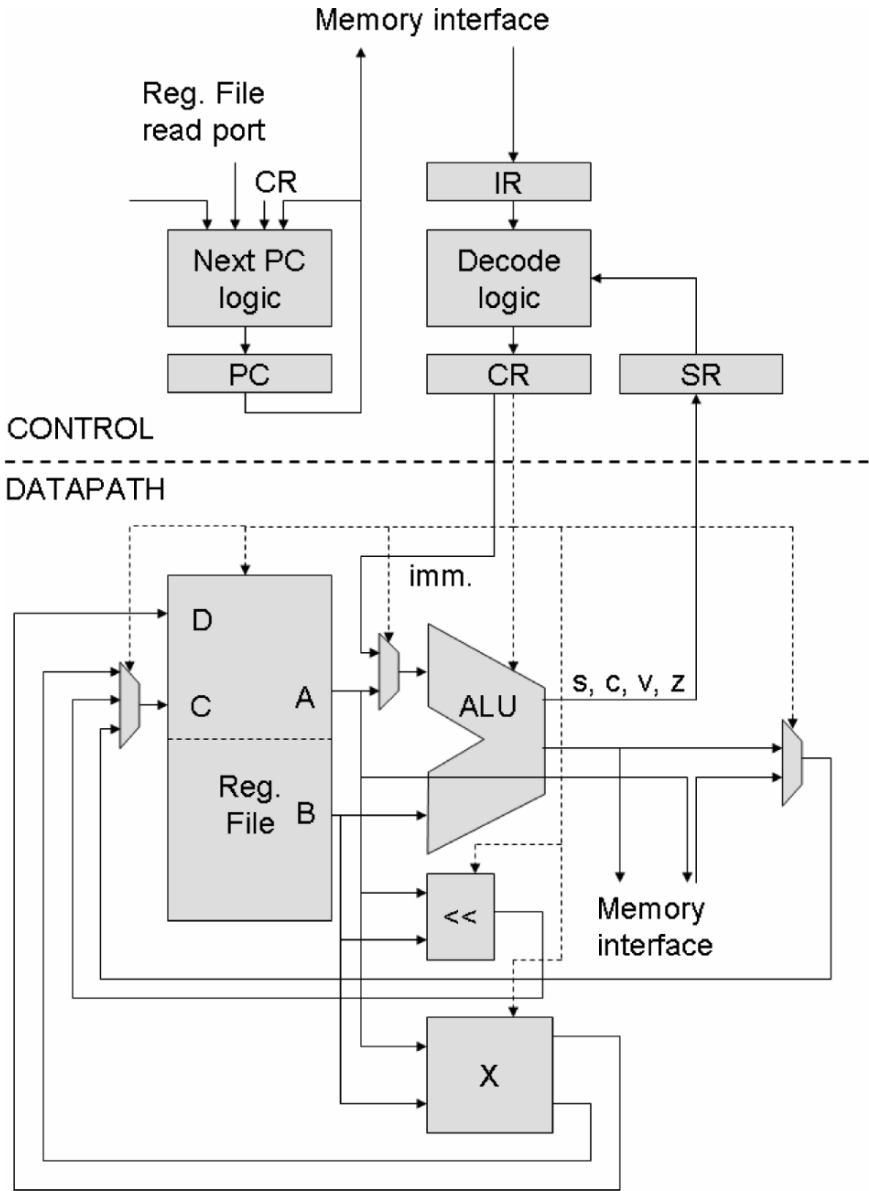 Memory interface
Reg. File
read port
CR
IR
Next PC
logic
Decode
logic
PC
CR
SR
CONTROL
DATAPATH
imm.
D
C
A
ALU
s, c, v, z
Reg.
File
B
<<
Memory
interface
X